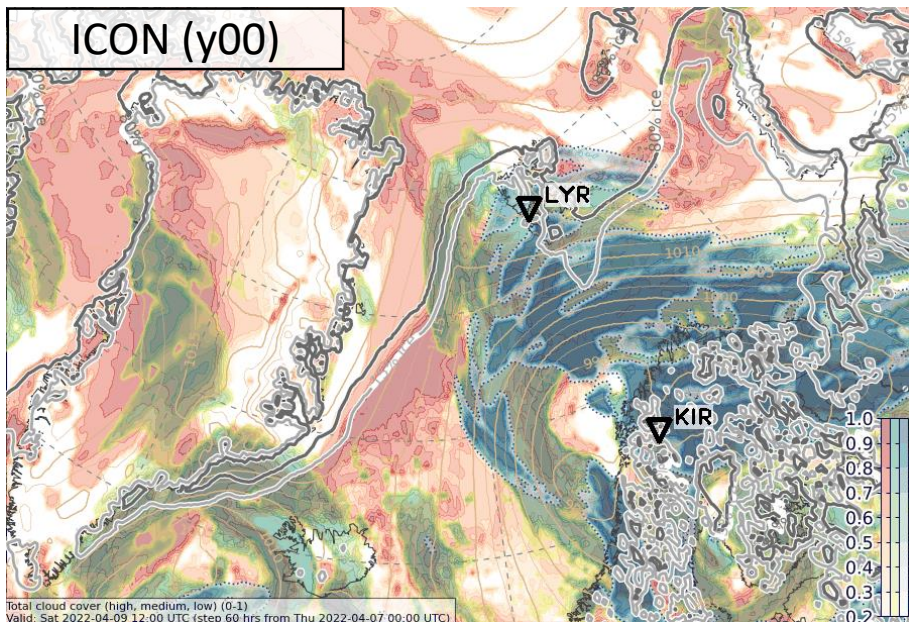 ICON (y00)
15%
80% ice
LYR
1010
1000
KIR
1.0
0.9
0.8
0.7
0.6
0.5
0.4
0.3
0.2
Total cloud cover (high, medium, low) (0-1)
Valid: Sat 2022-04-09 12:00 UTC (step 60 hrs from Thu 2022-04-07 00:00 UTC)